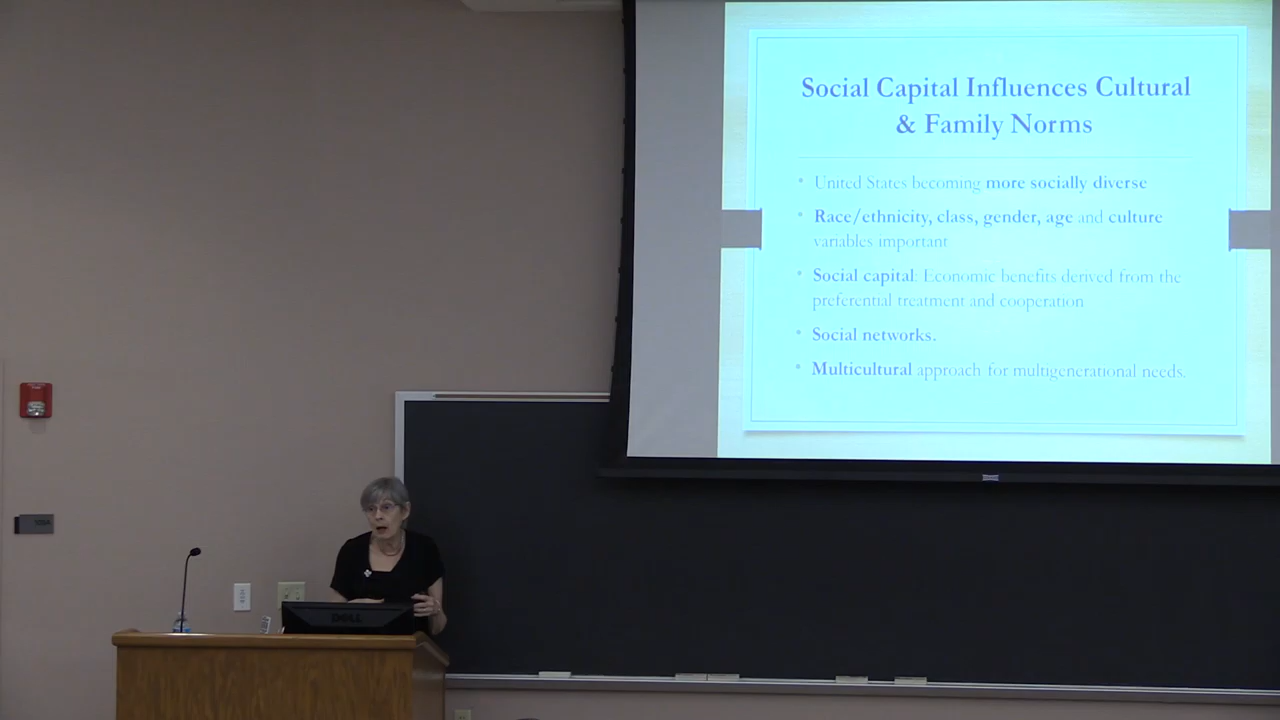 Social Capital Influences Cultural
& Family Norms
• United States becoming more socially diverse
• Race/ethnicity, class, gender, age and culture
variables important
• Social capital: Economic benefits derived from the
preferential treatment and cooperation
• Social networks.
• Multicultural approach for multigenerational needs.
DELL